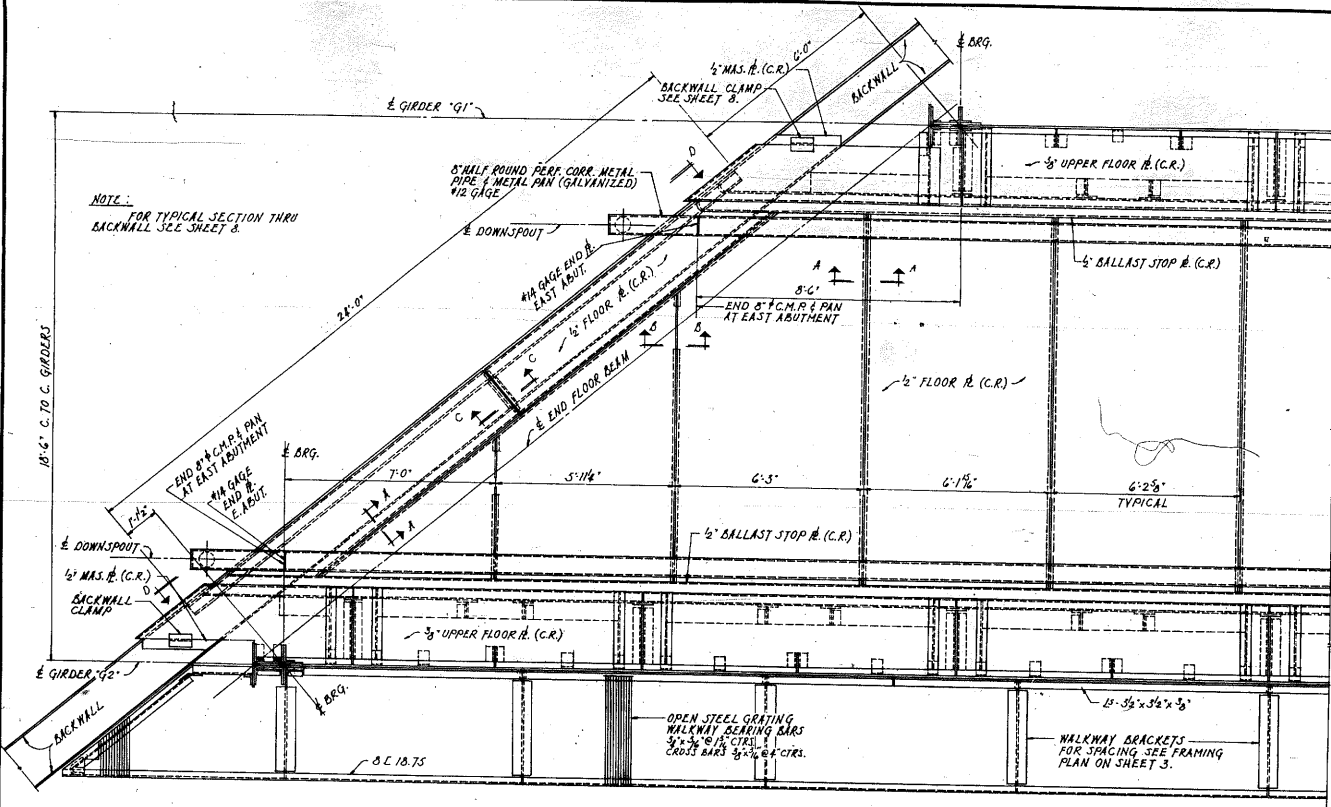 ℄ BRG.
6'-0"
½" MAS. ℞. (C.R.)
BACKWALL CLAMP
SEE SHEET 8.
BACKWALL
℄ GIRDER "G1"
D
⅜" UPPER FLOOR ℞. (C.R.)
8" HALF ROUND PERF. CORR. METAL
PIPE & METAL PAN (GALVANIZED)
#12 GAGE
NOTE:
FOR TYPICAL SECTION THRU
BACKWALL SEE SHEET 8.
℄ DOWNSPOUT
#14 GAGE END ℞.
EAST ABUT.
½" FLOOR ℞. (C.R.)
½" BALLAST STOP ℞. (C.R.)
A A
8'-6"
END 8"φ C.M.P. & PAN
AT EAST ABUTMENT
B B
28'-0"
18'-6" C. TO C. GIRDERS
C
C
℄ END FLOOR BEAM
½" FLOOR ℞. (C.R.)
END 8"φ C.M.P. & PAN
AT EAST ABUTMENT
#14 GAGE
END ℞.
E. ABUT.
℄ BRG.
7'-0"
5'-11¼"
6'-3"
6'-1 15/16"
6'-2⅝"
TYPICAL
1'-1½"
A
A
℄ DOWNSPOUT
½" MAS. ℞. (C.R.)
D
BACKWALL
CLAMP
½" BALLAST STOP ℞. (C.R.)
⅜" UPPER FLOOR ℞. (C.R.)
℄ GIRDER "G2"
℄ BRG.
BACKWALL
OPEN STEEL GRATING
WALKWAY BEARING BARS
CTRS.
CROSS BARS @ 4" CTRS.
LS - 3½" x 3½" x ⅜"
WALKWAY BRACKETS
FOR SPACING SEE FRAMING
PLAN ON SHEET 3.
8 [ 18.75